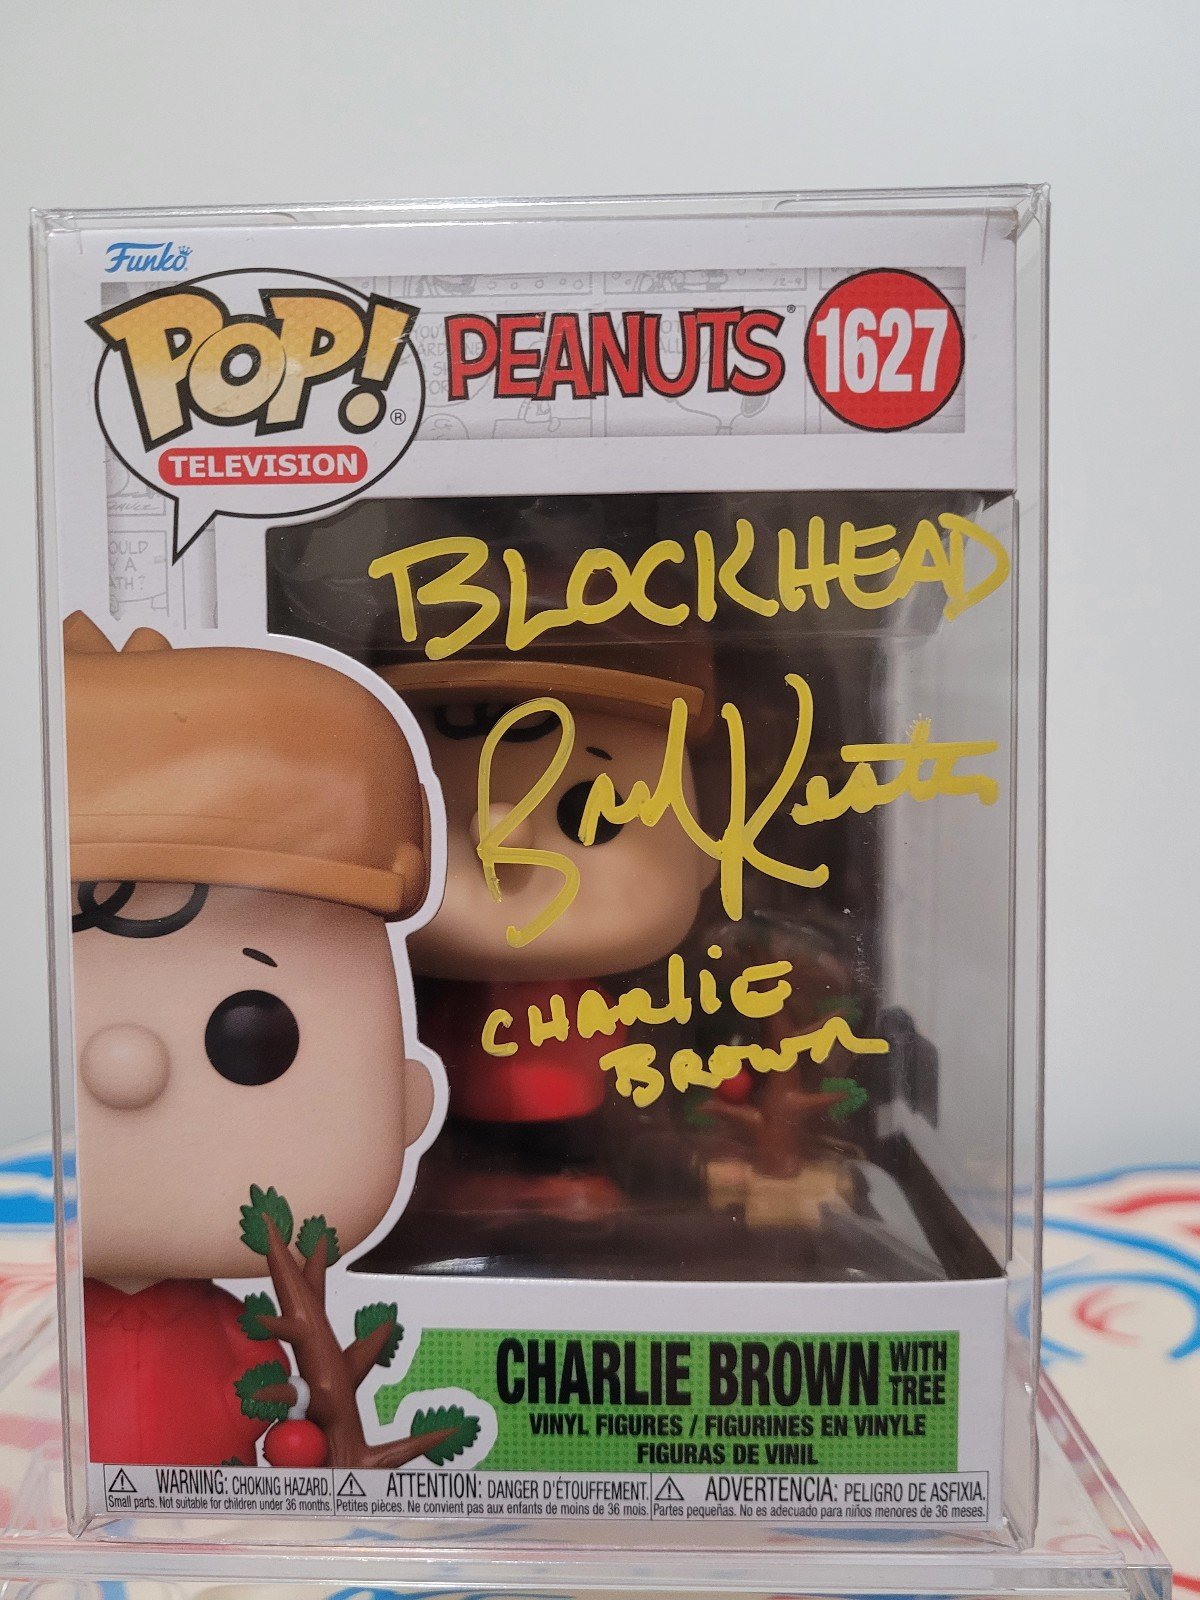 Funko
POP!®
TELEVISION
PEANUTS®
1627
BLOCKHEAD
Brad Kesten
CHARLIE
BROWN
CHARLIE BROWN WITH TREE
VINYL FIGURES / FIGURINES EN VINYLE
FIGURAS DE VINIL
WARNING: CHOKING HAZARD.
Small parts. Not suitable for children under 36 months.
ATTENTION: DANGER D'ÉTOUFFEMENT.
Petites pièces. Ne convient pas aux enfants de moins de 36 mois.
ADVERTENCIA: PELIGRO DE ASFIXIA.
Partes pequeñas. No es adecuado para niños menores de 36 meses.